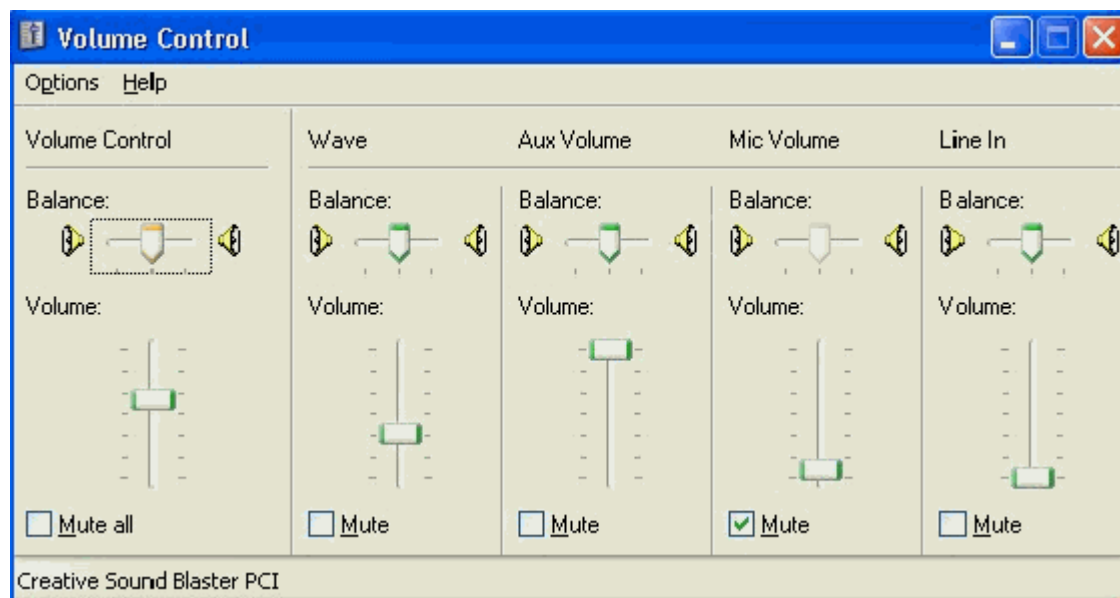 Volume Control
Options Help
Volume Control Wave Aux Volume Mic Volume Line In
Balance: Balance: Balance: Balance: Balance:
Volume: Volume: Volume: Volume: Volume:
Mute all Mute Mute Mute Mute
Creative Sound Blaster PCI